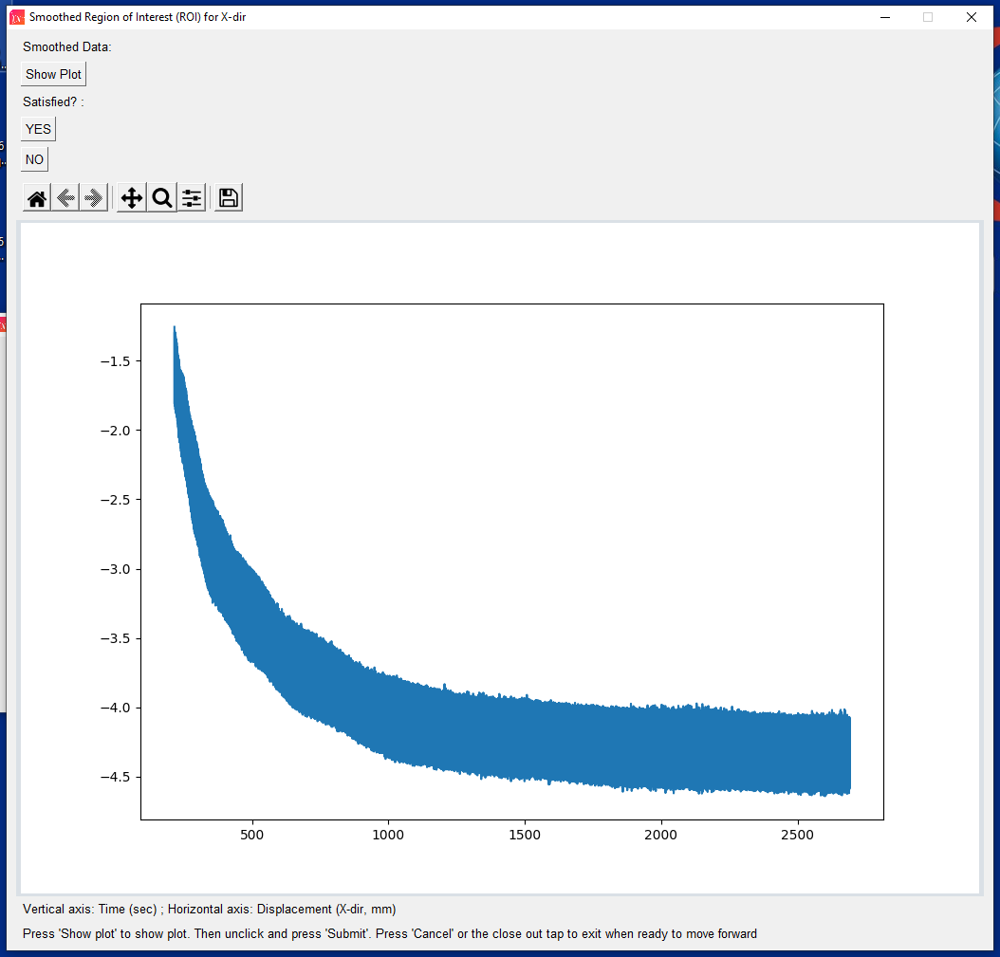 Smoothed Region of Interest (ROI) for X-dir
Smoothed Data:
Show Plot
Satisfied? :
YES
NO
−1.5
−2.0
−2.5
−3.0
−3.5
−4.0
−4.5
500 1000 1500 2000 2500
Vertical axis: Time (sec) ; Horizontal axis: Displacement (X-dir, mm)
Press 'Show plot' to show plot. Then unclick and press 'Submit'. Press 'Cancel' or the close out tap to exit when ready to move forward